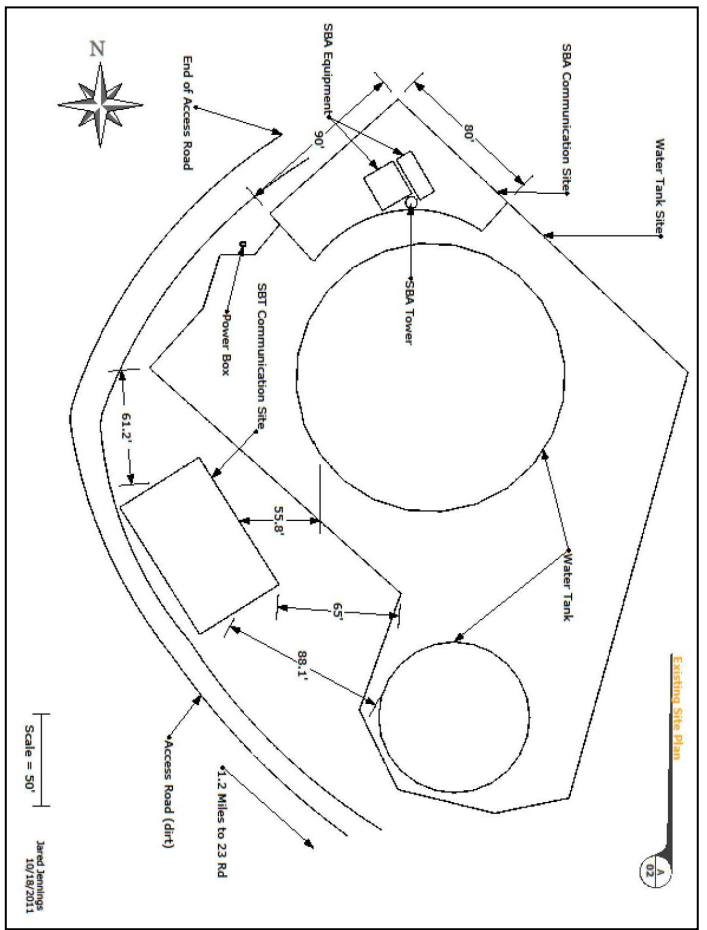 Existing Site Plan
A
02
Water Tank Site
SBA Communication Site
SBA Equipment
80'
90'
N
End of Access Road
SBA Tower
Power Box
SBT Communication Site
61.2'
55.8'
65'
88.1'
Water Tank
Access Road (dirt)
1.2 Miles to 23 Rd
Scale = 50'
Jared Jennings
10/18/2011